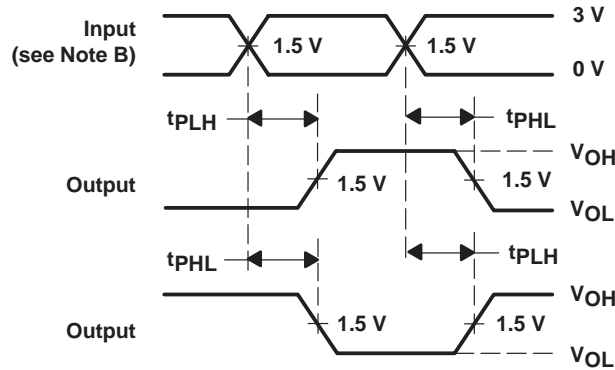 Input
(see Note B)
1.5 V
1.5 V
3 V
0 V
tPLH
tPHL
Output
1.5 V
1.5 V
VOH
VOL
tPHL
tPLH
Output
1.5 V
1.5 V
VOH
VOL